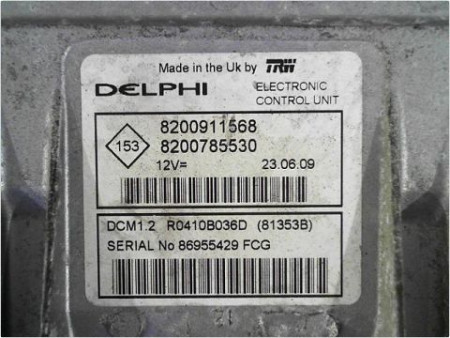 Made in the Uk by TRW
DELPHI ELECTRONIC
CONTROL UNIT
153
8200911568
8200785530
12V= 23.06.09
DCM1.2 R0410B036D (81353B)
SERIAL No 86955429 FCG